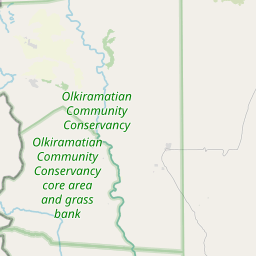 Olkiramatian
Community
Conservancy
Olkiramatian
Community
Conservancy
core area
and grass
bank